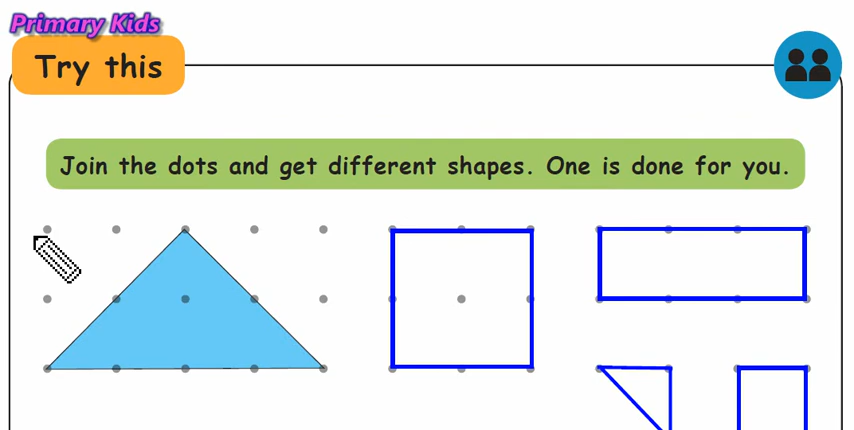 Primary Kids
Try this
Join the dots and get different shapes. One is done for you.